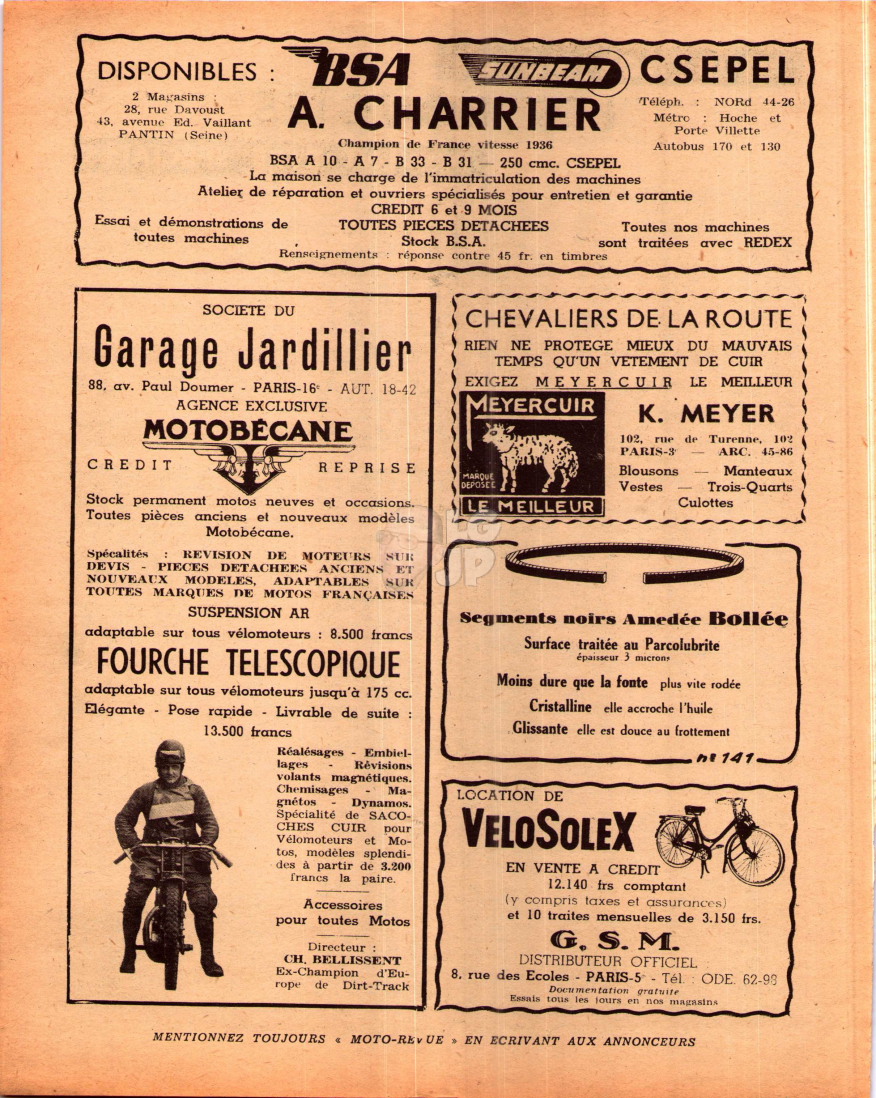 DISPONIBLES :
BSA
SUNBEAM
CSEPEL
2 Magasins :
28, rue Davoust
43, avenue Ed. Vaillant
PANTIN (Seine)
A. CHARRIER
Téléph. : NORd 44-26
Métro : Hoche et
Porte Villette
Autobus 170 et 130
Champion de France vitesse 1936
BSA A 10 - A 7 - B 33 - B 31 — 250 cmc. CSEPEL
La maison se charge de l'immatriculation des machines
Atelier de réparation et ouvriers spécialisés pour entretien et garantie
CREDIT 6 et 9 MOIS
Essai et démonstrations de
toutes machines
TOUTES PIECES DETACHEES
Stock B.S.A.
Toutes nos machines
sont traitées avec REDEX
Renseignements : réponse contre 45 fr. en timbres
SOCIETE DU
Garage Jardillier
88, av. Paul Doumer - PARIS-16e - AUT. 18-42
AGENCE EXCLUSIVE
MOTOBÉCANE
CREDIT REPRISE
Stock permanent motos neuves et occasions.
Toutes pièces anciens et nouveaux modèles
Motobécane.
Spécalités : REVISION DE MOTEURS SUR
DEVIS - PIECES DETACHEES ANCIENS ET
NOUVEAUX MODELES, ADAPTABLES SUR
TOUTES MARQUES DE MOTOS FRANÇAISES
SUSPENSION AR
adaptable sur tous vélomoteurs : 8.500 francs
FOURCHE TELESCOPIQUE
adaptable sur tous vélomoteurs jusqu'à 175 cc.
Elégante - Pose rapide - Livrable de suite :
13.500 francs
Réalésages - Embiel-
lages - Révisions
volants magnétiques.
Chemisages - Ma-
gnétos - Dynamos.
Spécialité de SACO-
CHES CUIR pour
Vélomoteurs et Mo-
tos, modèles splendi-
des à partir de 3.200
francs la paire.
Accessoires
pour toutes Motos
Directeur :
CH. BELLISSENT
Ex-Champion d'Eu-
rope de Dirt-Track
CHEVALIERS DE LA ROUTE
RIEN NE PROTEGE MIEUX DU MAUVAIS
TEMPS QU'UN VETEMENT DE CUIR
EXIGEZ MEYERCUIR LE MEILLEUR
MEYERCUIR
MARQUE
DEPOSÉE
LE MEILLEUR
K. MEYER
102, rue de Turenne, 102
PARIS-3e — ARC. 45-86
Blousons — Manteaux
Vestes — Trois-Quarts
Culottes
Segments noirs Amedée Bollée
Surface traitée au Parcolubrite
épaisseur 3 microns
Moins dure que la fonte plus vite rodée
Cristalline elle accroche l'huile
Glissante elle est douce au frottement
nº 141
LOCATION DE
VELOSOLEX
EN VENTE A CREDIT
12.140 frs comptant
(y compris taxes et assurances)
et 10 traites mensuelles de 3.150 frs.
G. S. M.
DISTRIBUTEUR OFFICIEL
8, rue des Ecoles - PARIS-5e - Tél. : ODE. 62-98
Documentation gratuite
Essais tous les jours en nos magasins
MENTIONNEZ TOUJOURS « MOTO-REVUE » EN ECRIVANT AUX ANNONCEURS